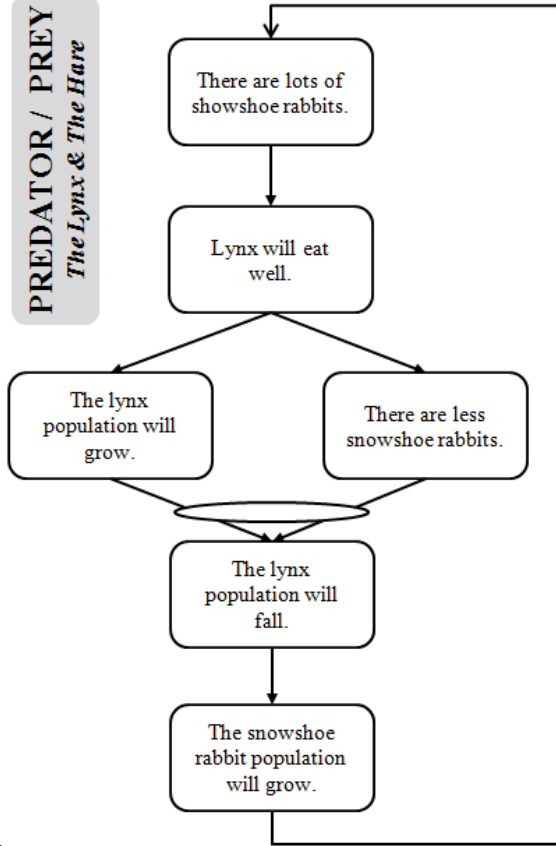 PREDATOR / PREY
The Lynx & The Hare
There are lots of
showshoe rabbits.
Lynx will eat
well.
The lynx
population will
grow.
There are less
snowshoe rabbits.
The lynx
population will
fall.
The snowshoe
rabbit population
will grow.